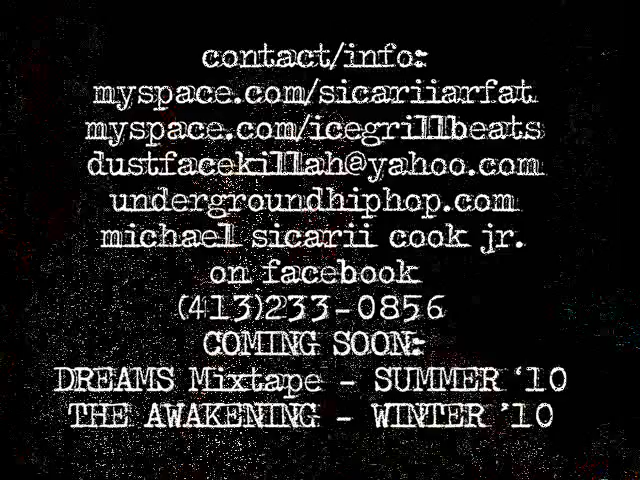 contact/info:
myspace.com/sicariiarfat
myspace.com/icegrillbeats
dustfacekillah@yahoo.com
undergroundhiphop.com
michael sicarii cook jr.
on facebook
(413)233-0856
COMING SOON:
DREAMS Mixtape - SUMMER '10
THE AWAKENING - WINTER '10